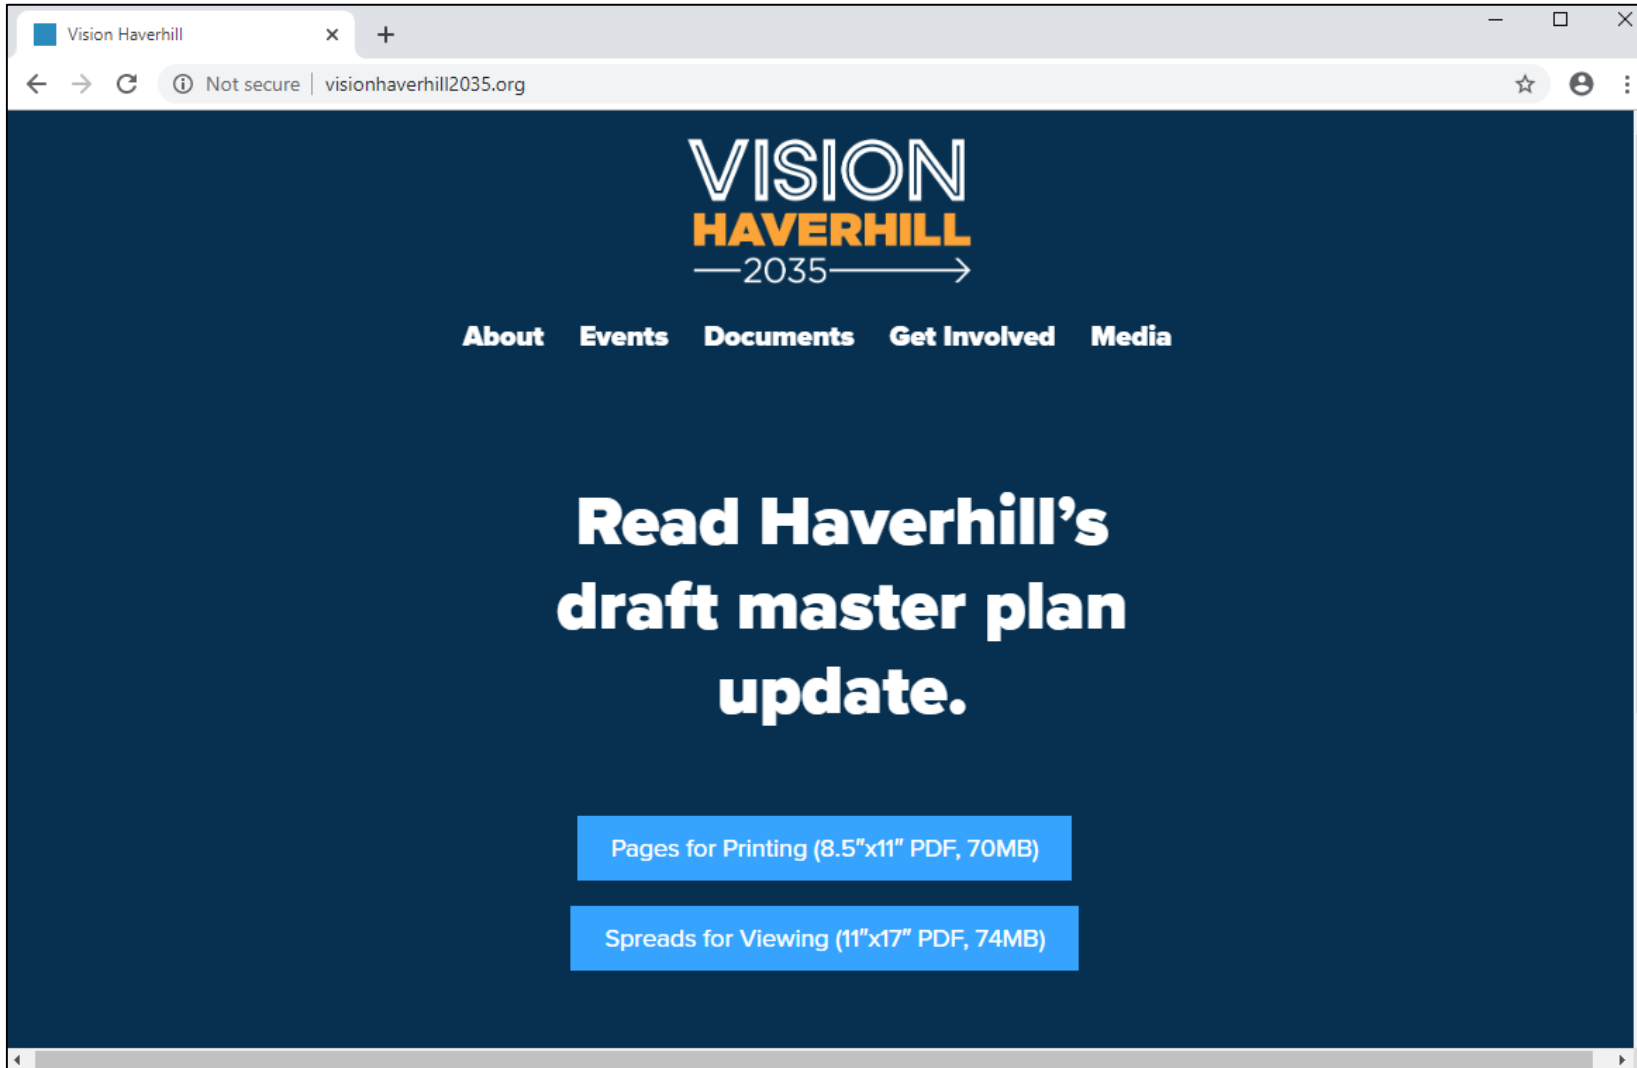 Vision Haverhill
Not secure | visionhaverhill2035.org
VISION
HAVERHILL
2035
About Events Documents Get Involved Media
Read Haverhill’s
draft master plan
update.
Pages for Printing (8.5″x11″ PDF, 70MB)
Spreads for Viewing (11″x17″ PDF, 74MB)